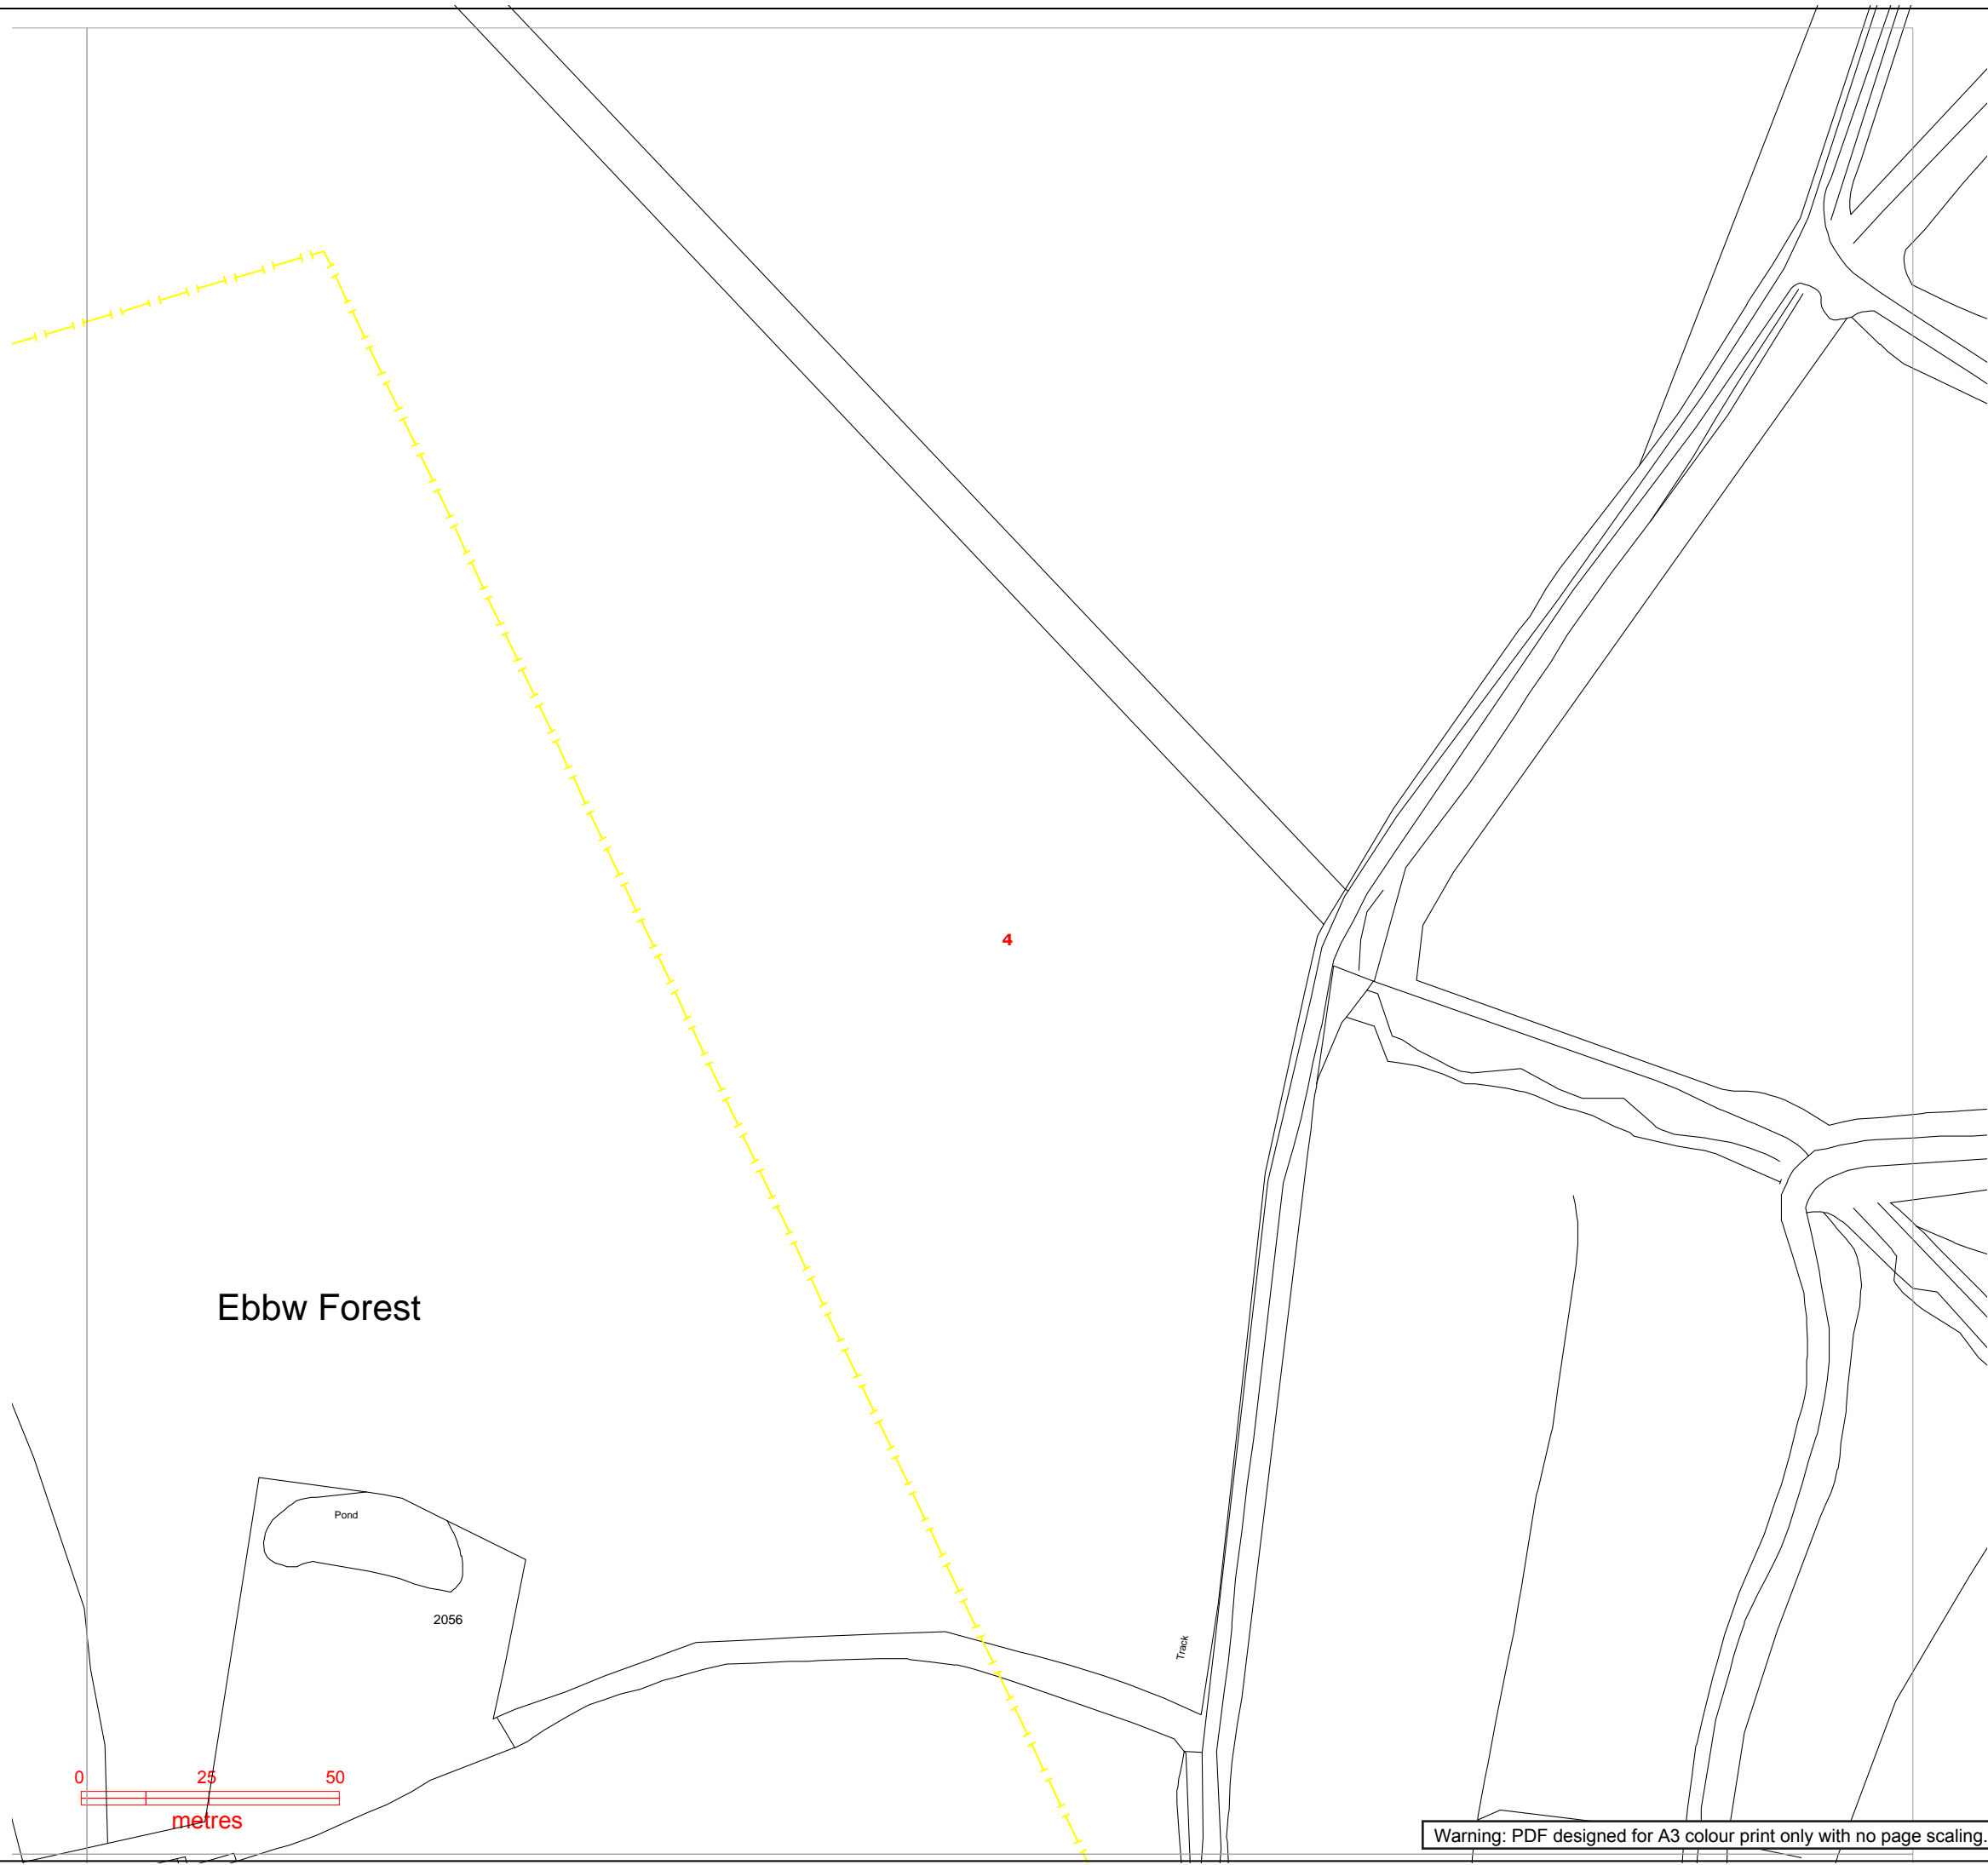 4
Ebbw Forest
Pond
2056
Track
0 25 50
metres
Warning: PDF designed for A3 colour print only with no page scaling.